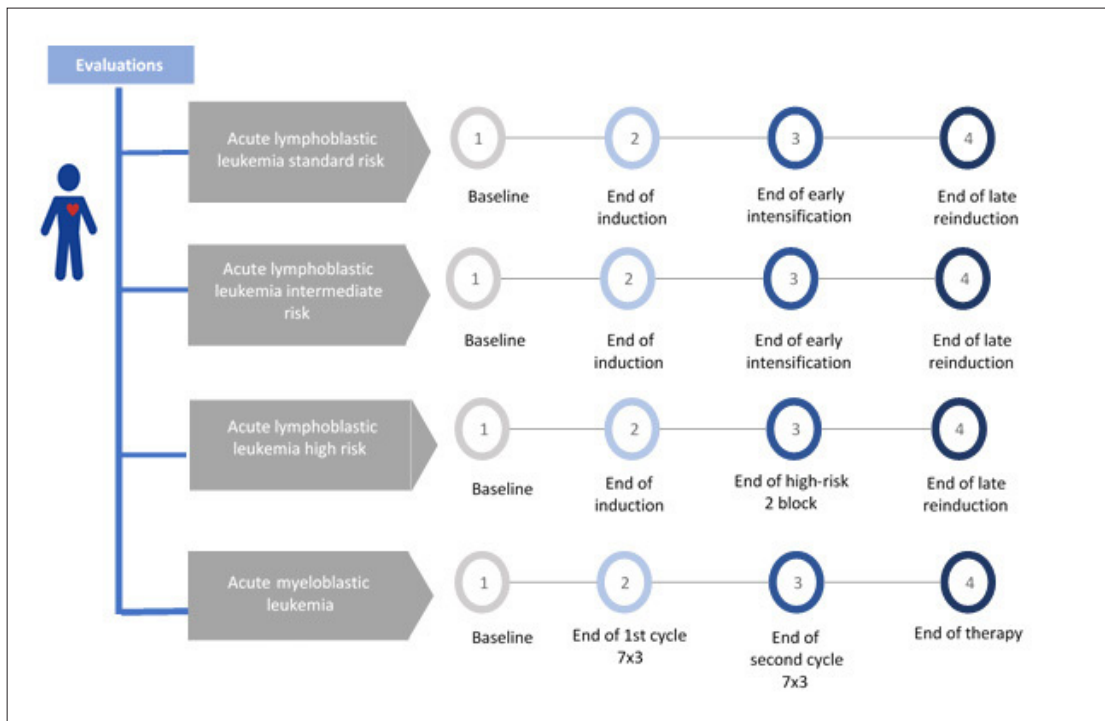 Evaluations
Acute lymphoblastic
leukemia standard risk
1
2
3
4
Baseline
End of
induction
End of early
intensification
End of late
reinduction
Acute lymphoblastic
leukemia intermediate
risk
1
2
3
4
Baseline
End of
induction
End of early
intensification
End of late
reinduction
Acute lymphoblastic
leukemia high risk
1
2
3
4
Baseline
End of
induction
End of high-risk
2 block
End of late
reinduction
Acute myeloblastic
leukemia
1
2
3
4
Baseline
End of 1st cycle
7x3
End of
second cycle
7x3
End of therapy